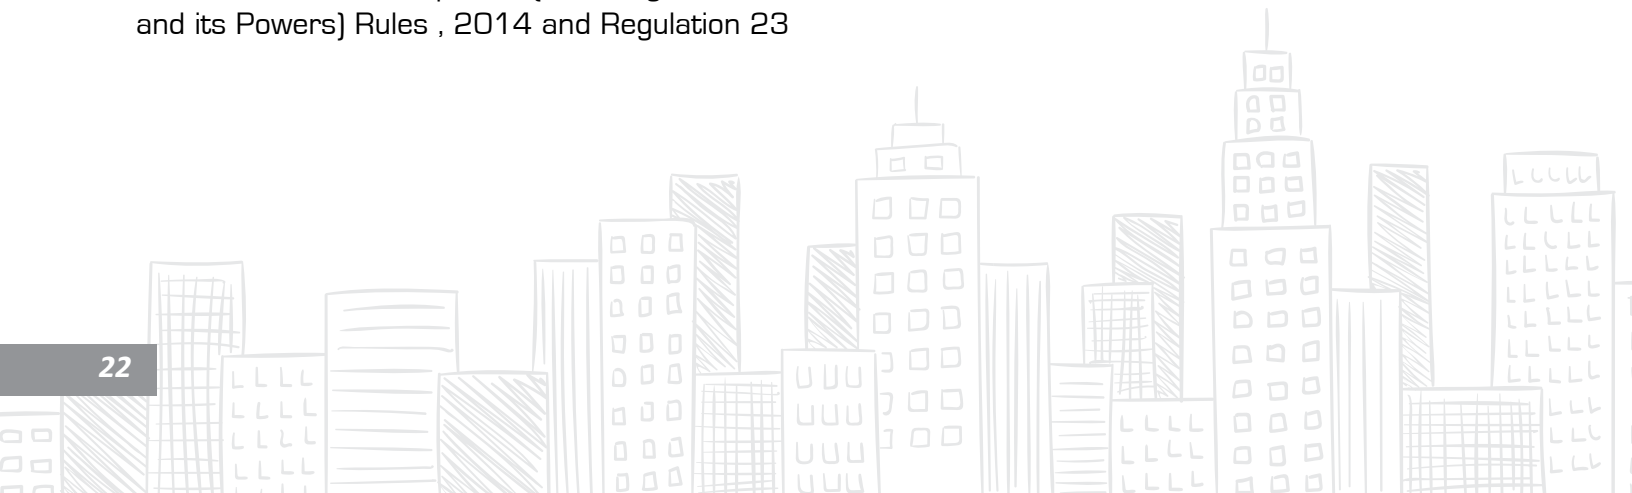 and its Powers) Rules , 2014 and Regulation 23
22